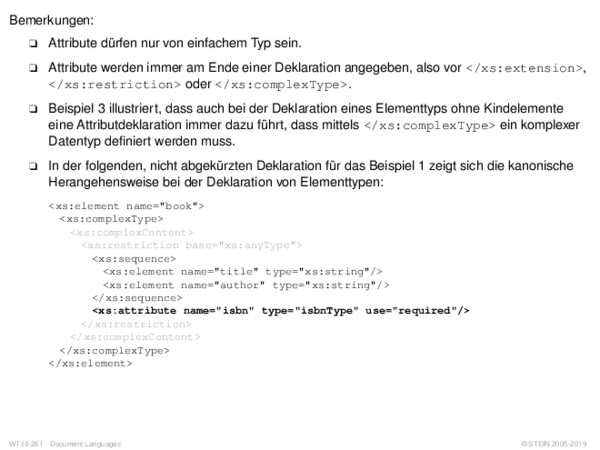 Bemerkungen:
❑ Attribute dürfen nur von einfachem Typ sein.
❑ Attribute werden immer am Ende einer Deklaration angegeben, also vor </xs:extension>,
</xs:restriction> oder </xs:complexType>.
❑ Beispiel 3 illustriert, dass auch bei der Deklaration eines Elementtyps ohne Kindelemente
eine Attributdeklaration immer dazu führt, dass mittels </xs:complexType> ein komplexer
Datentyp definiert werden muss.
❑ In der folgenden, nicht abgekürzten Deklaration für das Beispiel 1 zeigt sich die kanonische
Herangehensweise bei der Deklaration von Elementtypen:
<xs:element name="book">
<xs:complexType>
<xs:complexContent>
<xs:restriction base="xs:anyType">
<xs:sequence>
<xs:element name="title" type="xs:string"/>
<xs:element name="author" type="xs:string"/>
</xs:sequence>
<xs:attribute name="isbn" type="isbnType" use="required"/>
</xs:restriction>
</xs:complexContent>
</xs:complexType>
</xs:element>
WT:III-261 Document Languages © STEIN 2005-2019